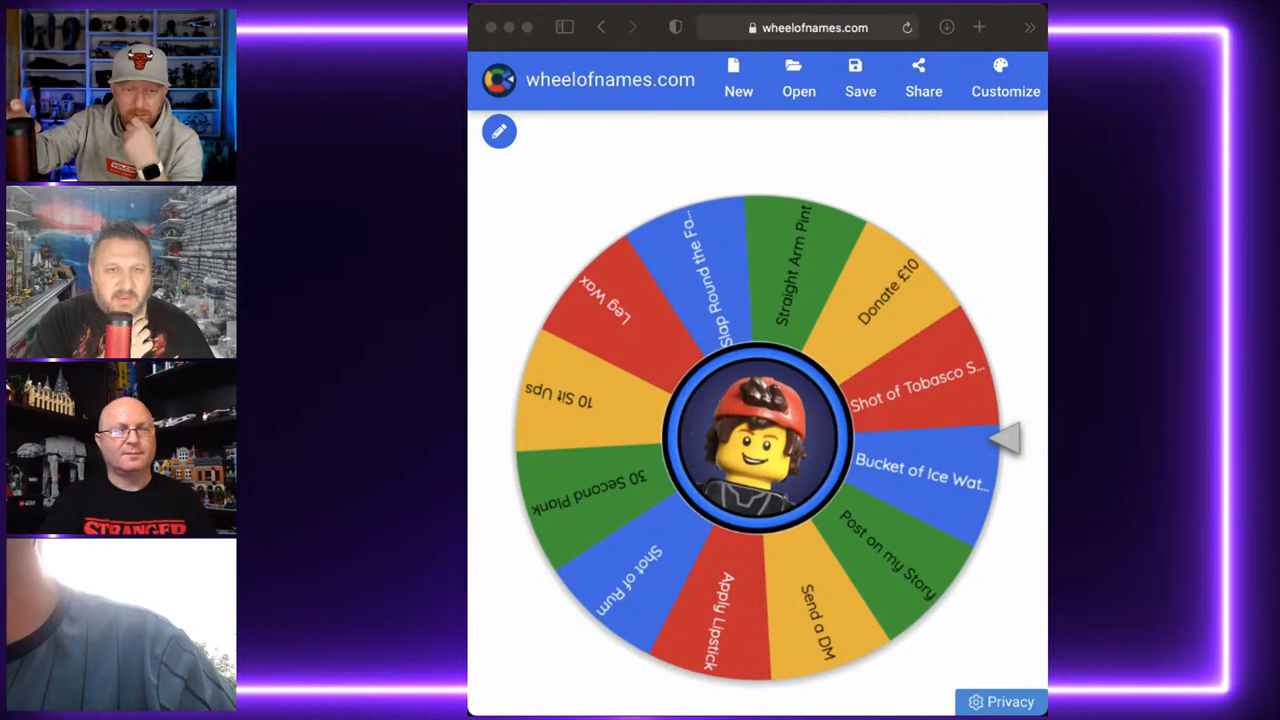 wheelofnames.com
wheelofnames.com
New
Open
Save
Share
Customize
Slap Round the Fa...
Straight Arm Pint
Donate £10
Shot of Tobasco S...
Bucket of Ice Wat...
Post on my Story
Send a DM
Apply Lipstick
Shot of Rum
30 Second Plank
10 Sit Ups
Leg Wax
STRANGER
Privacy